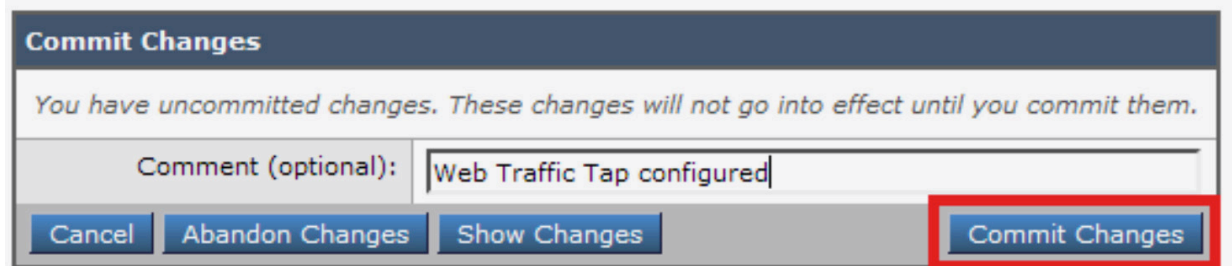 Commit Changes
You have uncommitted changes. These changes will not go into effect until you commit them.
Comment (optional): Web Traffic Tap configured
Cancel Abandon Changes Show Changes Commit Changes